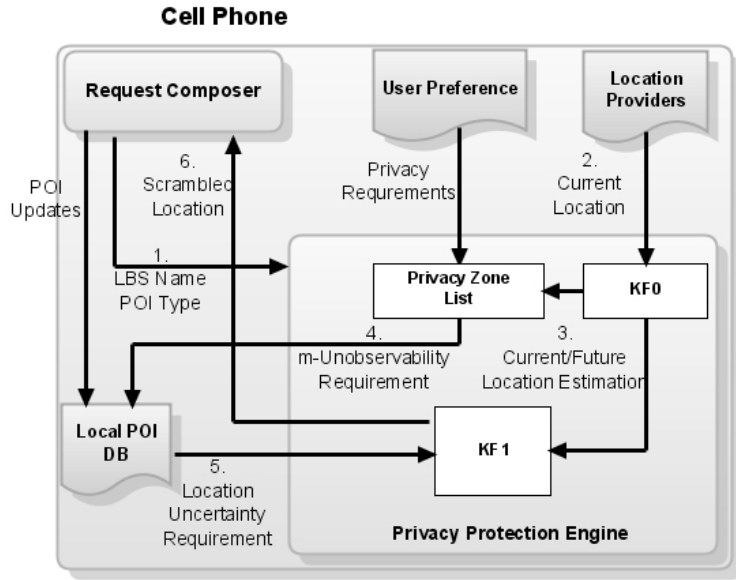 Cell Phone
Request Composer
User Preference
Location
Providers
POI
Updates
6.
Scrambled
Location
Privacy
Requrements
2.
Current
Location
1.
LBS Name
POI Type
Privacy Zone
List
KF0
4.
m-Unobservability
Requirement
3.
Current/Future
Location Estimation
Local POI
DB
KF1
5.
Location
Uncertainty
Requirement
Privacy Protection Engine